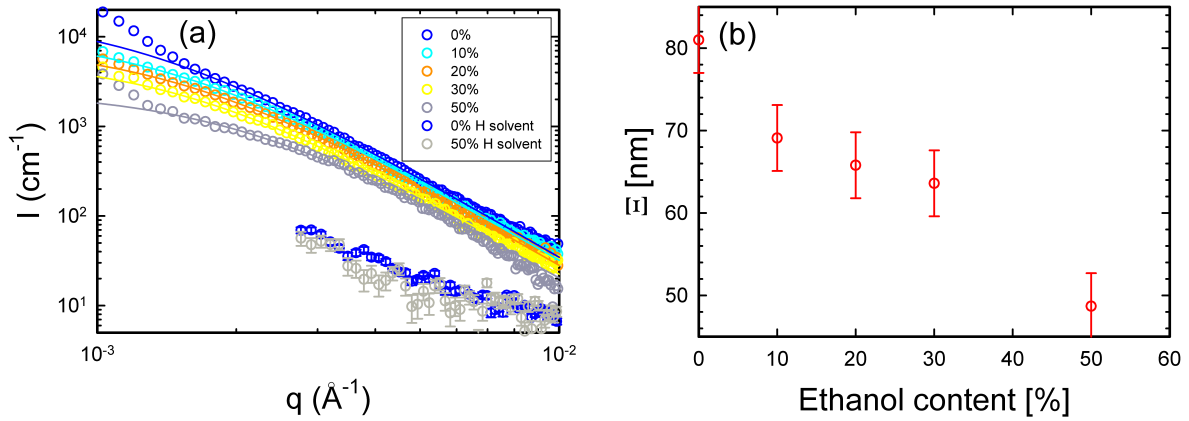 (a)
0%
10%
20%
30%
50%
0% H solvent
50% H solvent
10⁴
10³
10²
10¹
I (cm⁻¹)
10⁻³
10⁻²
q (Å⁻¹)
(b)
80
70
60
50
Ξ [nm]
0
10
20
30
40
50
60
Ethanol content [%]